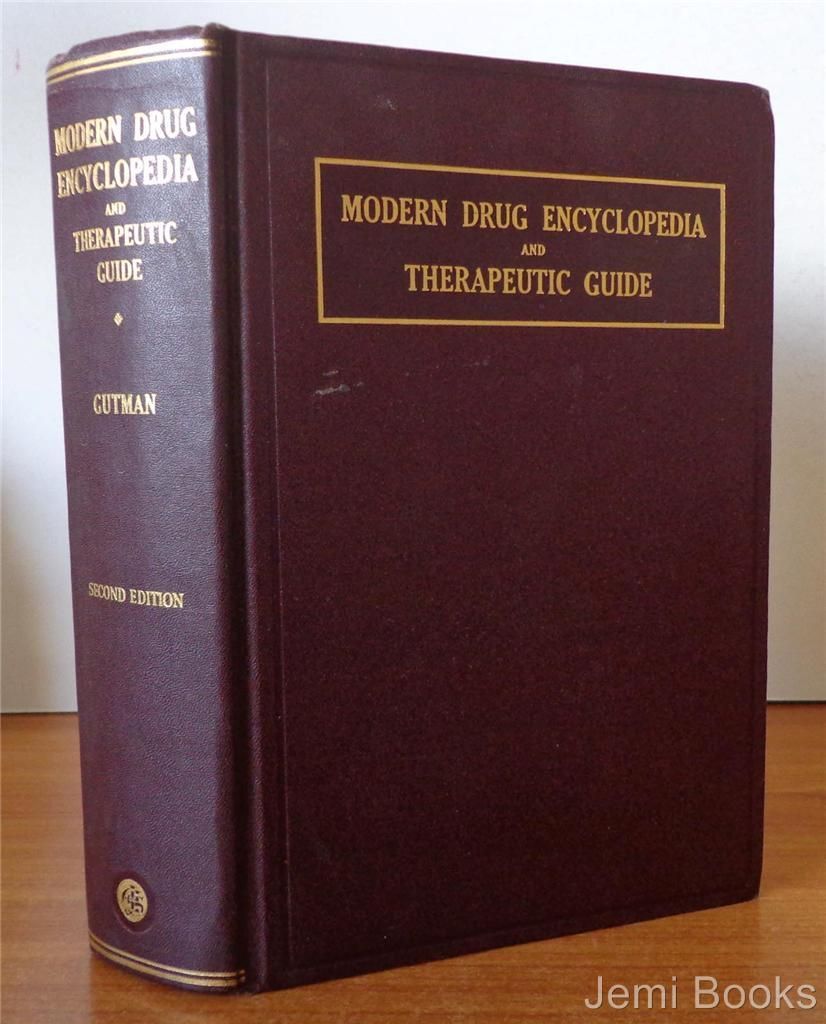 MODERN DRUG
ENCYCLOPEDIA
AND
THERAPEUTIC
GUIDE
GUTMAN
SECOND EDITION
MODERN DRUG ENCYCLOPEDIA
AND
THERAPEUTIC GUIDE
Jemi Books